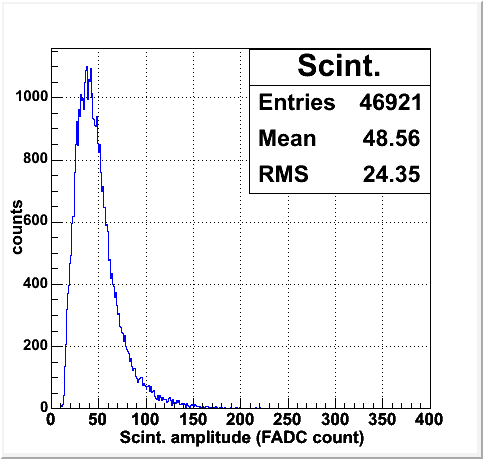 Scint.
Entries 46921
Mean 48.56
RMS 24.35
counts
1000
800
600
400
200
0
0 50 100 150 200 250 300 350 400
Scint. amplitude (FADC count)